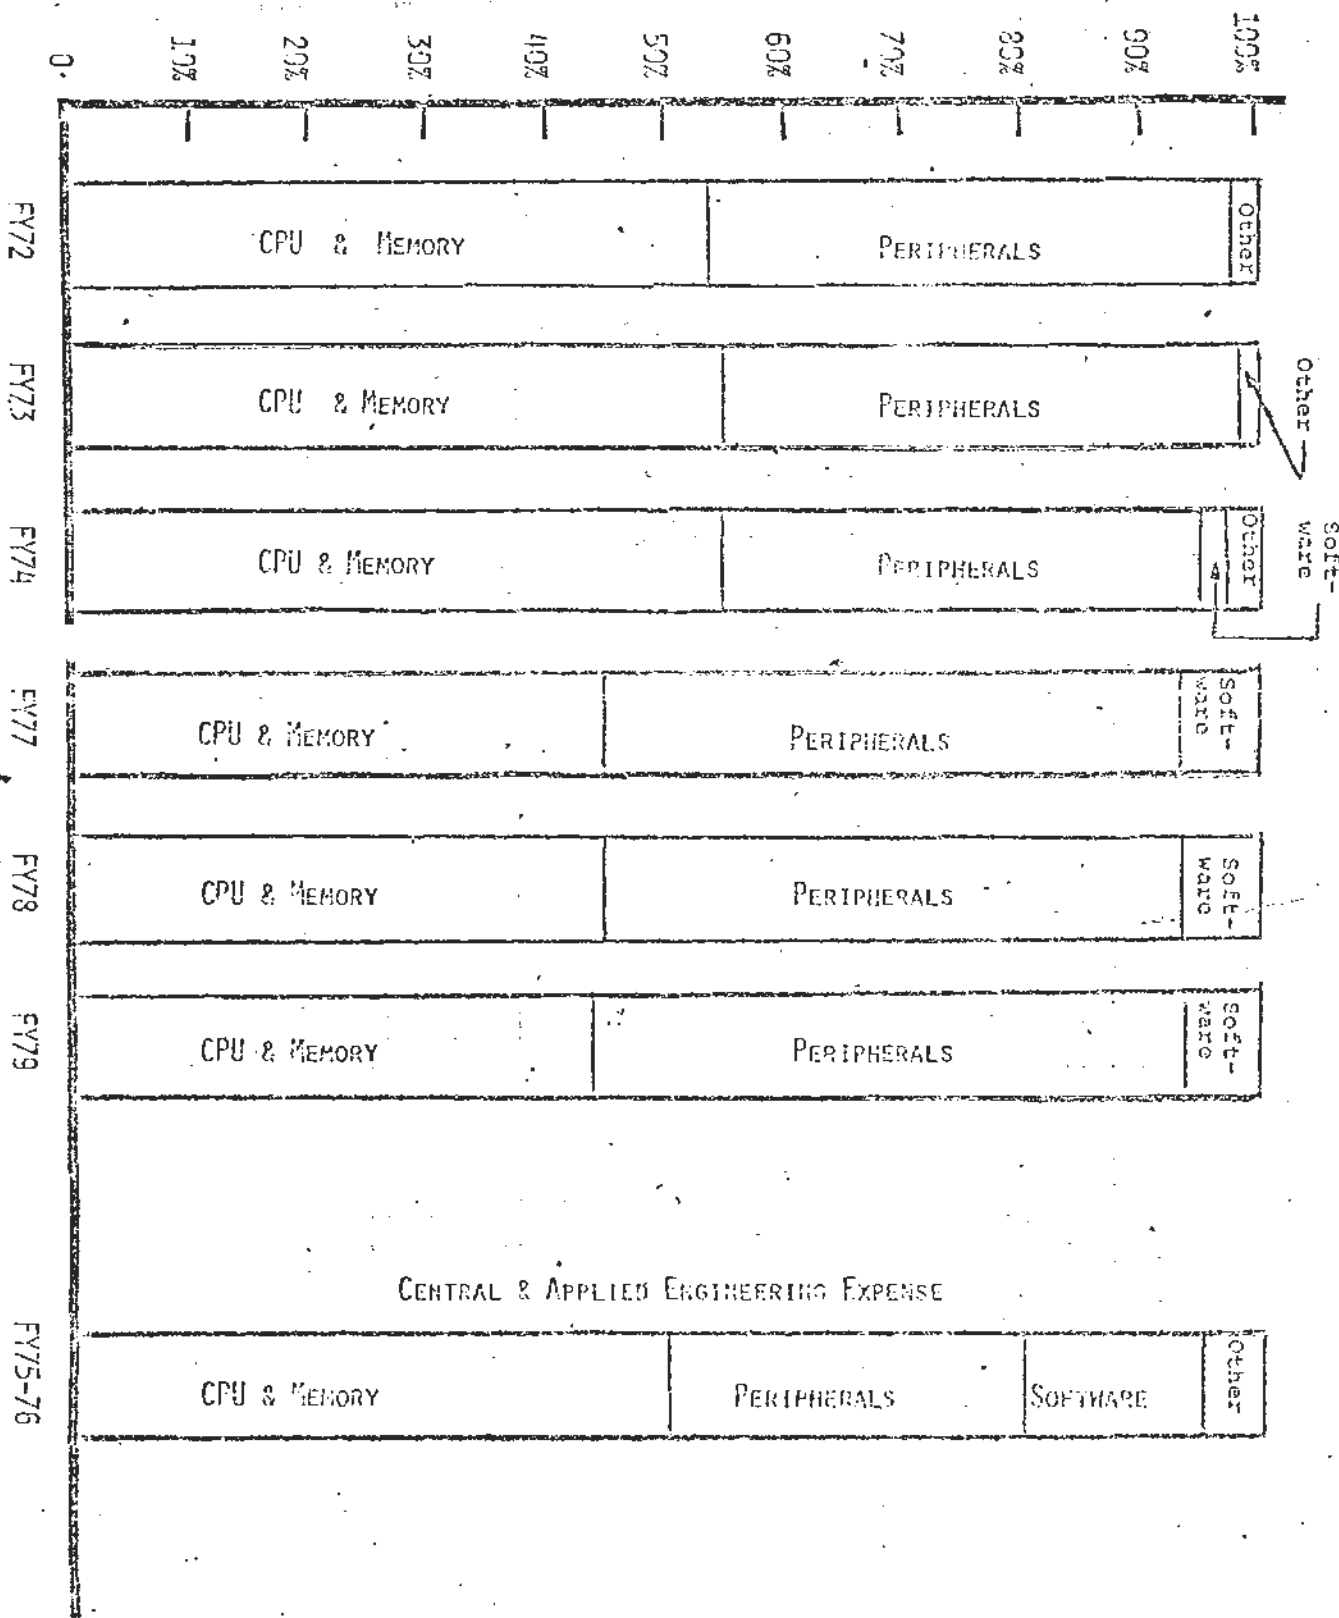 0
10%
20%
30%
40%
50%
60%
70%
80%
90%
100%
FY72
CPU & MEMORY
PERIPHERALS
Other
FY73
CPU & MEMORY
PERIPHERALS
Other
FY74
CPU & MEMORY
PERIPHERALS
Other
Soft-
ware
FY77
CPU & MEMORY
PERIPHERALS
Soft-
ware
FY78
CPU & MEMORY
PERIPHERALS
Soft-
ware
FY79
CPU & MEMORY
PERIPHERALS
Soft-
ware
CENTRAL & APPLIED ENGINEERING EXPENSE
FY75-76
CPU & MEMORY
PERIPHERALS
SOFTWARE
Other